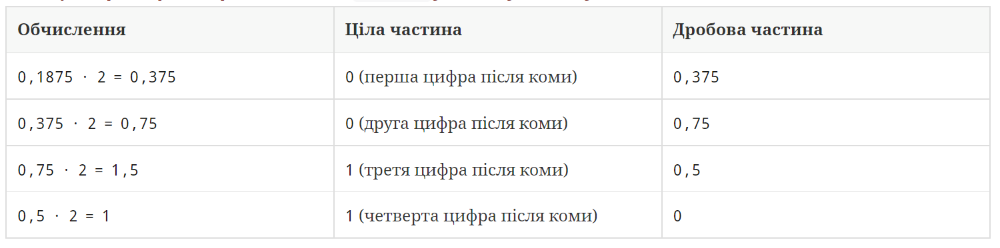 Обчислення Ціла частина Дробова частина
0,1875 · 2 = 0,375 0 (перша цифра після коми) 0,375
0,375 · 2 = 0,75 0 (друга цифра після коми) 0,75
0,75 · 2 = 1,5 1 (третя цифра після коми) 0,5
0,5 · 2 = 1 1 (четверта цифра після коми) 0